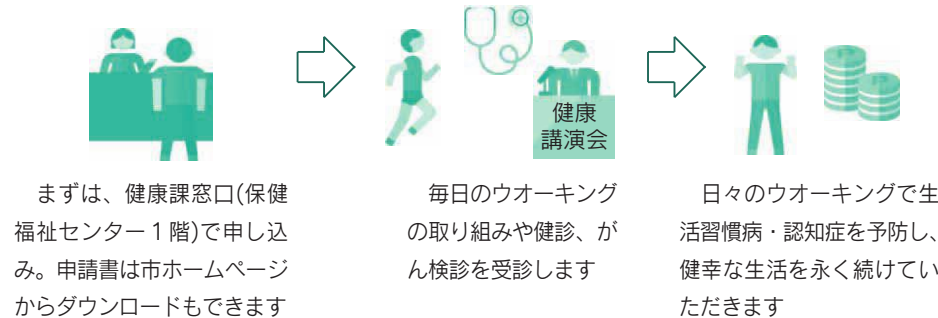 健康
講演会
まずは、健康課窓口(保健
福祉センター１階)で申し込
み。申請書は市ホームページ
からダウンロードもできます
毎日のウオーキング
の取り組みや健診、が
ん検診を受診します
日々のウオーキングで生
活習慣病・認知症を予防し、
健幸な生活を永く続けてい
ただきます